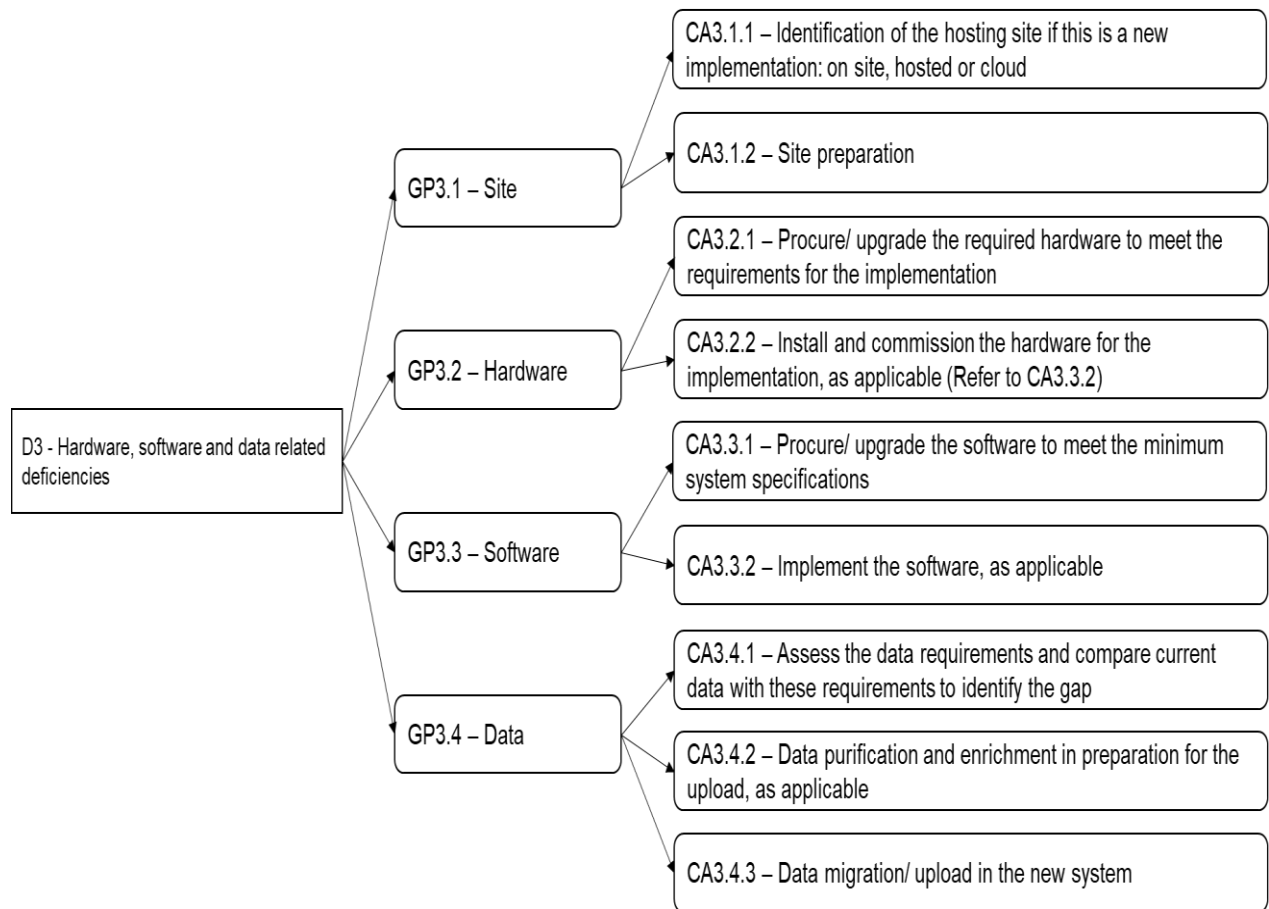 CA3.1.1 – Identification of the hosting site if this is a new
implementation: on site, hosted or cloud
CA3.1.2 – Site preparation
GP3.1 – Site
CA3.2.1 – Procure/ upgrade the required hardware to meet the
requirements for the implementation
CA3.2.2 – Install and commission the hardware for the
implementation, as applicable (Refer to CA3.3.2)
GP3.2 – Hardware
D3 - Hardware, software and data related
deficiencies
CA3.3.1 – Procure/ upgrade the software to meet the minimum
system specifications
GP3.3 – Software
CA3.3.2 – Implement the software, as applicable
CA3.4.1 – Assess the data requirements and compare current
data with these requirements to identify the gap
GP3.4 – Data
CA3.4.2 – Data purification and enrichment in preparation for the
upload, as applicable
CA3.4.3 – Data migration/ upload in the new system